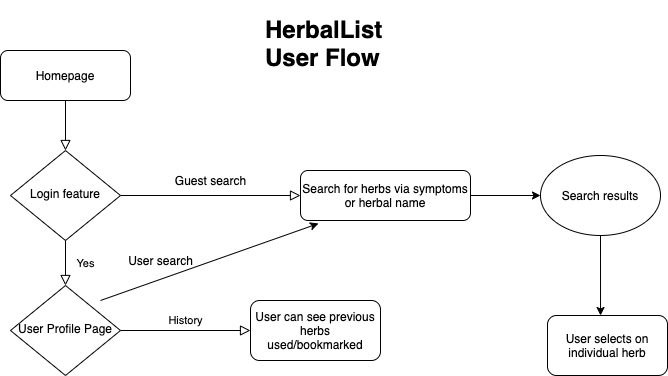 HerbalList
User Flow
Homepage
Login feature
Guest search
Search for herbs via symptoms
or herbal name
Search results
Yes
User search
User Profile Page
History
User can see previous
herbs
used/bookmarked
User selects on
individual herb